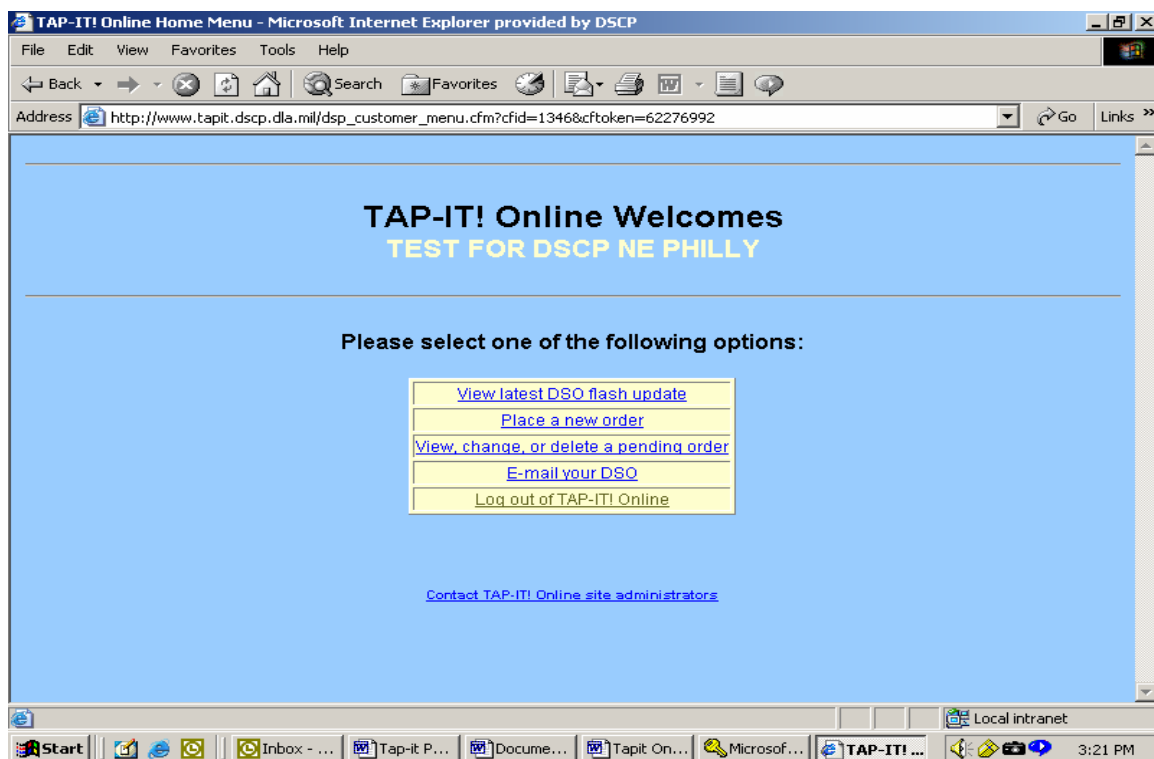 TAP-IT! Online Home Menu - Microsoft Internet Explorer provided by DSCP
File Edit View Favorites Tools Help
Back Search Favorites
Address http://www.tapit.dscp.dla.mil/dsp_customer_menu.cfm?cfid=1346&cftoken=62276992 Go Links »
TAP-IT! Online Welcomes
TEST FOR DSCP NE PHILLY
Please select one of the following options:
View latest DSO flash update
Place a new order
View, change, or delete a pending order
E-mail your DSO
Log out of TAP-IT! Online
Contact TAP-IT! Online site administrators
Local intranet
Start Inbox - ... Tap-it P... Docume... Tapit On... Microsof... TAP-IT! ... 3:21 PM